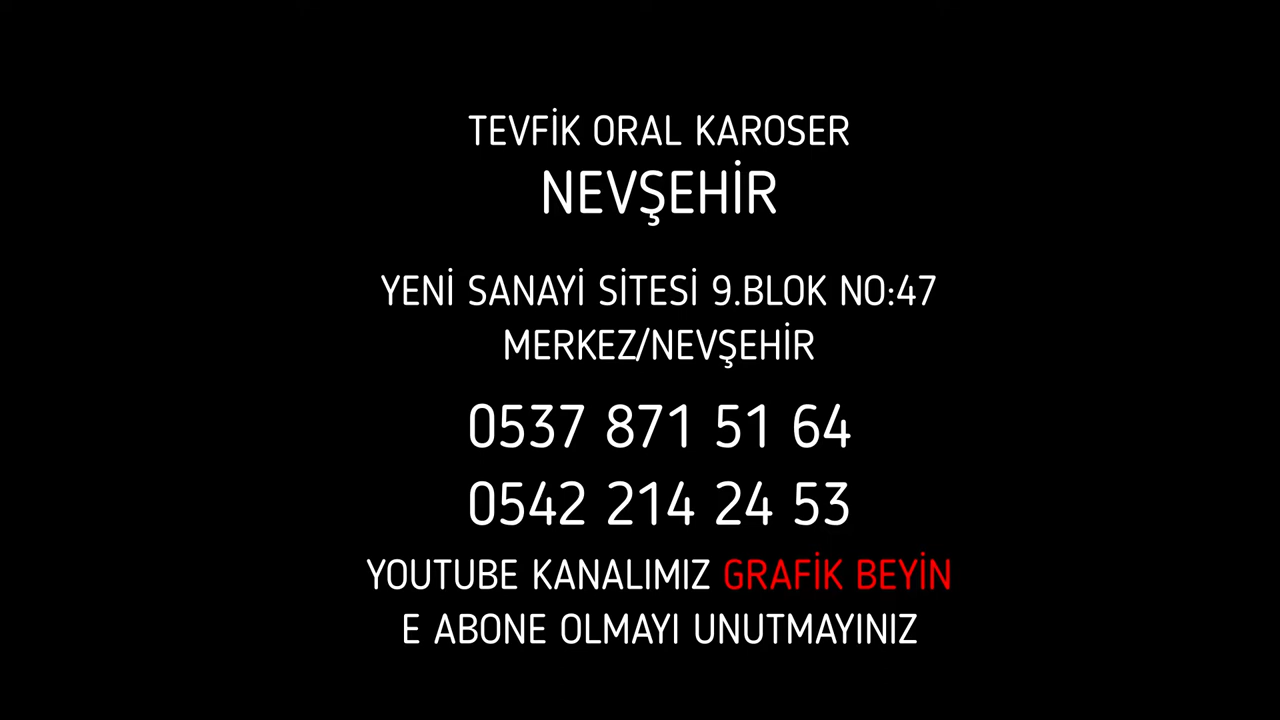 TEVFİK ORAL KAROSER
NEVŞEHİR
YENİ SANAYİ SİTESİ 9.BLOK NO:47
MERKEZ/NEVŞEHİR
0537 871 51 64
0542 214 24 53
YOUTUBE KANALIMIZ GRAFİK BEYİN
E ABONE OLMAYI UNUTMAYINIZ